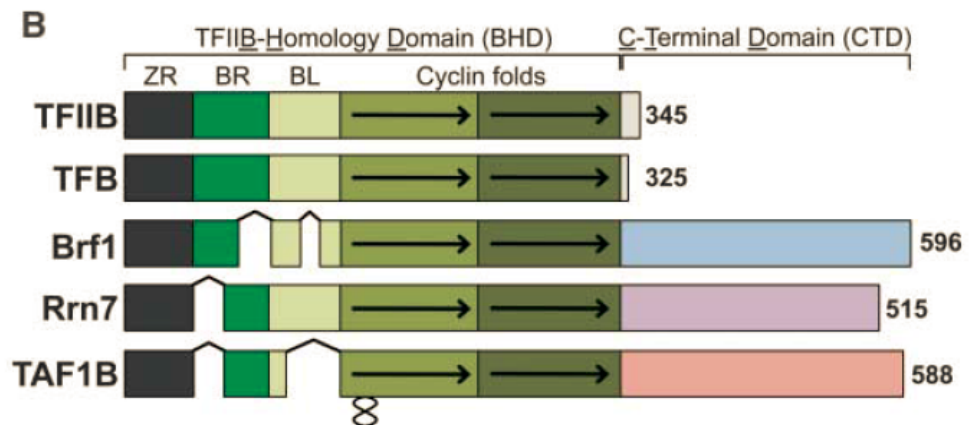 B
TFIIB-Homology Domain (BHD) C-Terminal Domain (CTD)
ZR BR BL Cyclin folds
TFIIB 345
TFB 325
Brf1 596
Rrn7 515
TAF1B 588